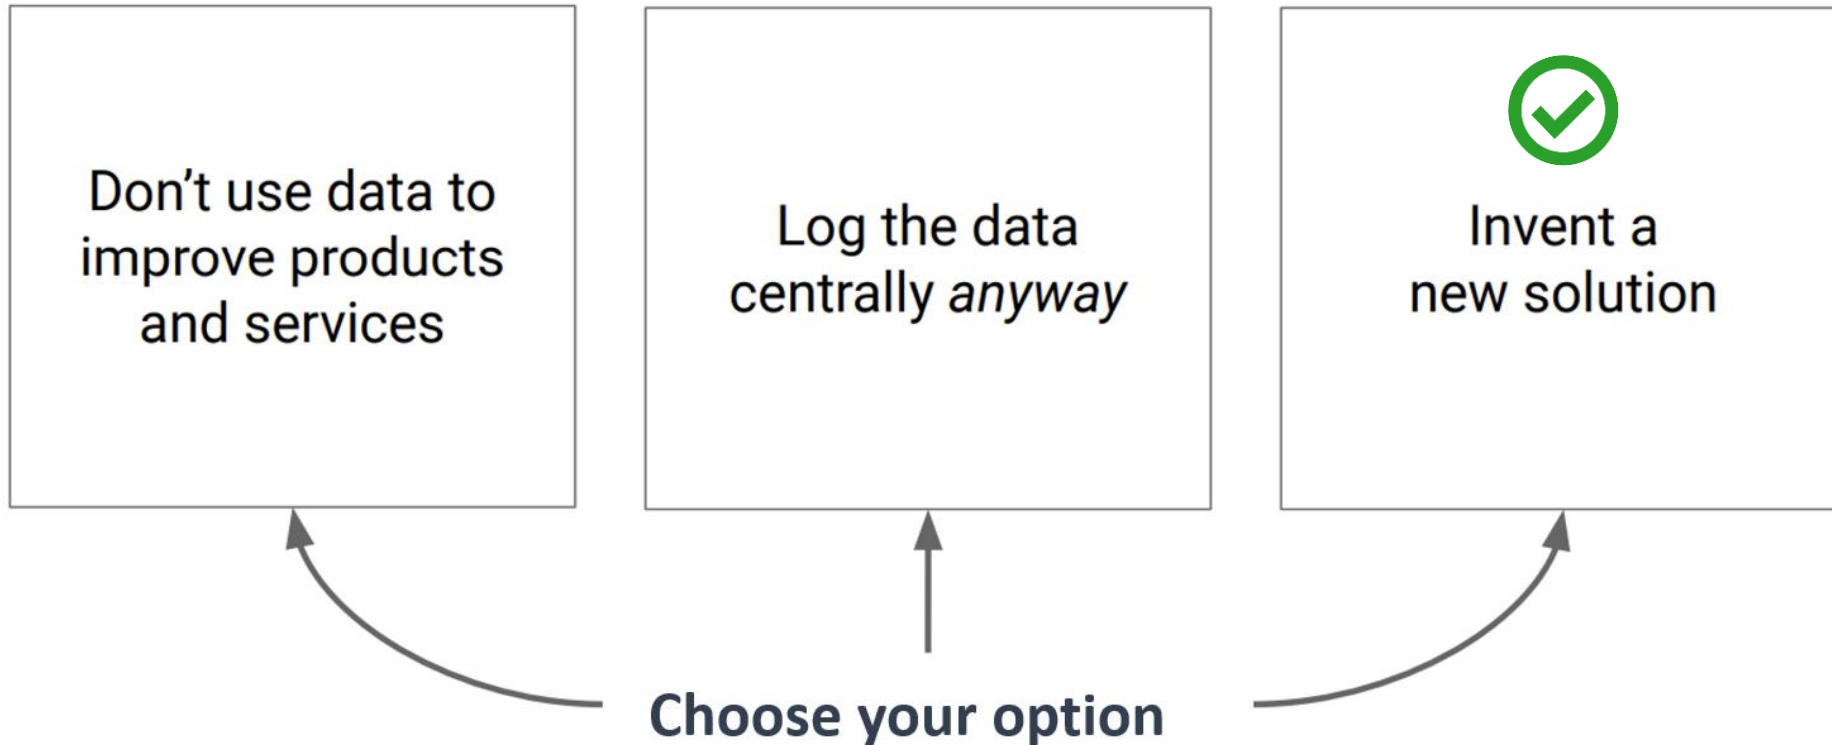 Don’t use data to
improve products
and services
Log the data
centrally anyway
Invent a
new solution
Choose your option